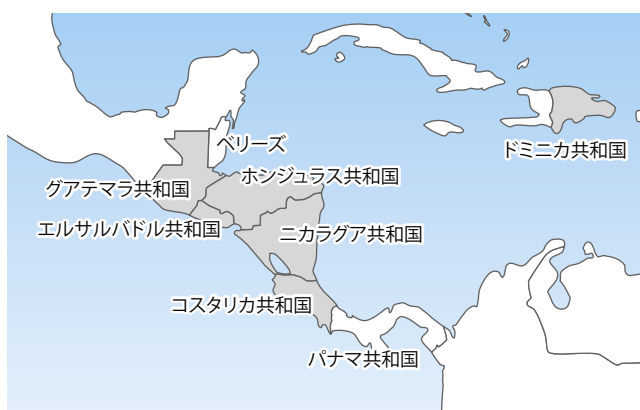 ベリーズ
ドミニカ共和国
ホンジュラス共和国
グアテマラ共和国
エルサルバドル共和国
ニカラグア共和国
コスタリカ共和国
パナマ共和国